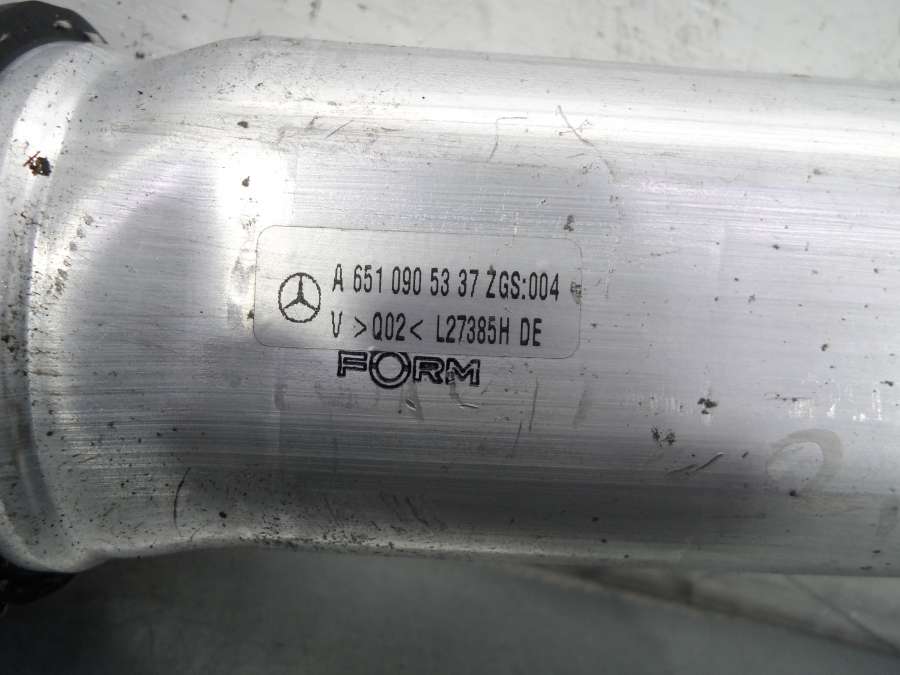 A 651 090 53 37 ZGS:004
V >Q02< L27385H DE
FORM